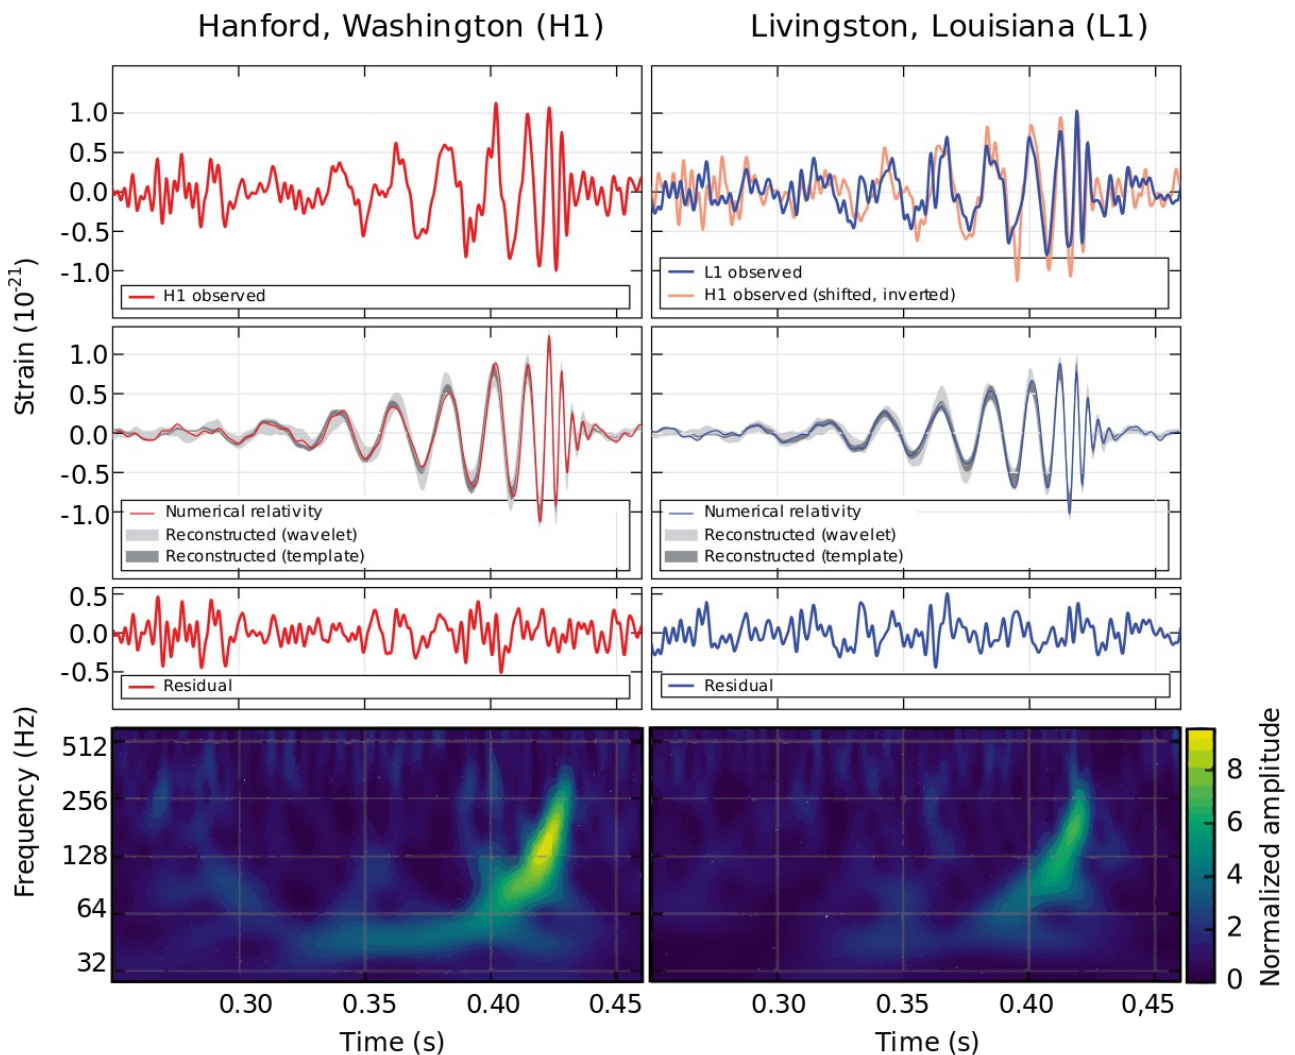 Hanford, Washington (H1)
Livingston, Louisiana (L1)
Strain (10⁻²¹)
1.0
0.5
0.0
-0.5
-1.0
H1 observed
L1 observed
H1 observed (shifted, inverted)
1.0
0.5
0.0
-0.5
-1.0
Numerical relativity
Reconstructed (wavelet)
Reconstructed (template)
Numerical relativity
Reconstructed (wavelet)
Reconstructed (template)
0.5
0.0
-0.5
Residual
Residual
Frequency (Hz)
512
256
128
64
32
Normalized amplitude
8
6
4
2
0
0.30 0.35 0.40 0.45
0.30 0.35 0.40 0,45
Time (s)
Time (s)